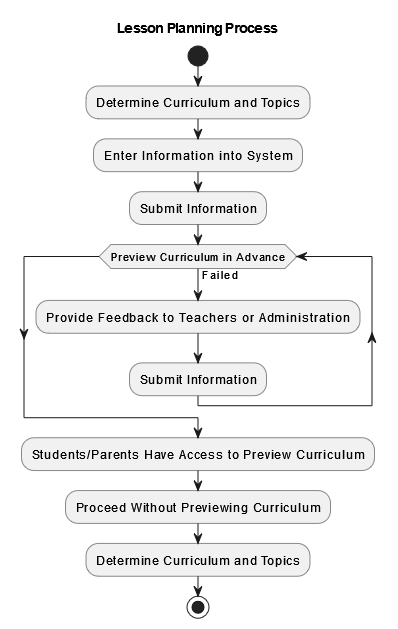 Lesson Planning Process
Determine Curriculum and Topics
Enter Information into System
Submit Information
Preview Curriculum in Advance
Failed
Provide Feedback to Teachers or Administration
Submit Information
Students/Parents Have Access to Preview Curriculum
Proceed Without Previewing Curriculum
Determine Curriculum and Topics